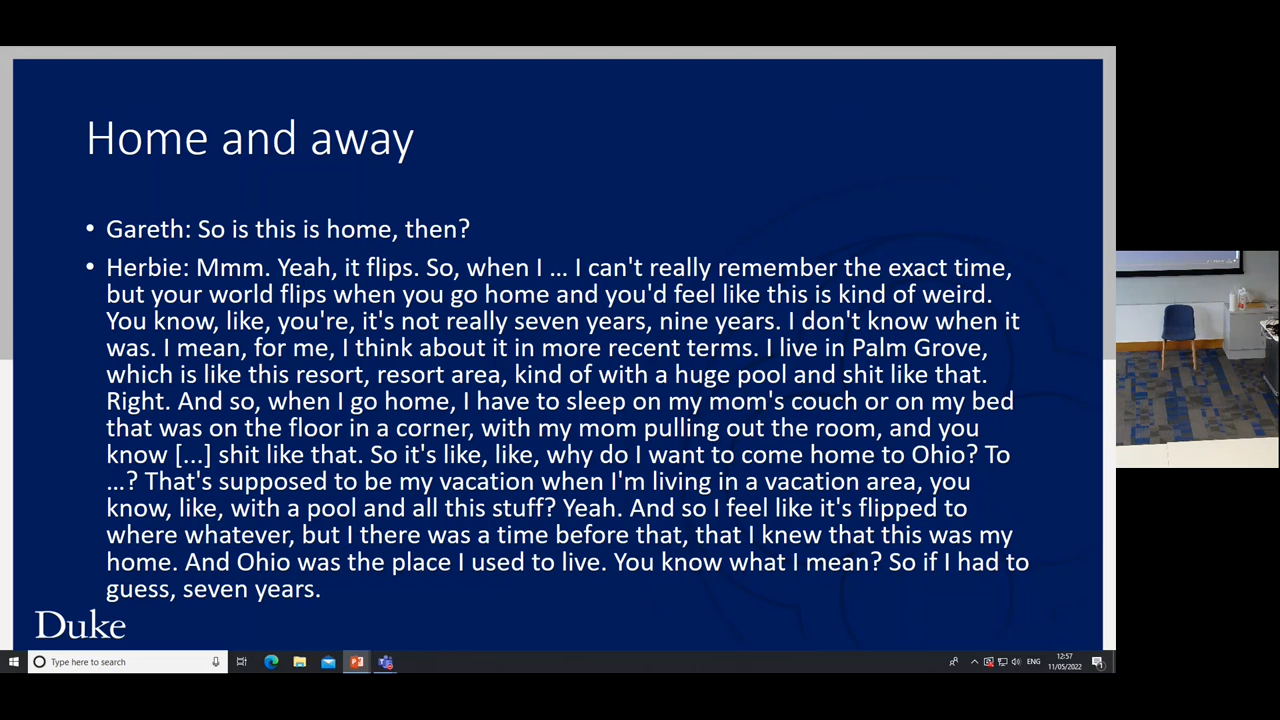 Home and away
• Gareth: So is this is home, then?
• Herbie: Mmm. Yeah, it flips. So, when I … I can't really remember the exact time,
but your world flips when you go home and you'd feel like this is kind of weird.
You know, like, you're, it's not really seven years, nine years. I don't know when it
was. I mean, for me, I think about it in more recent terms. I live in Palm Grove,
which is like this resort, resort area, kind of with a huge pool and shit like that.
Right. And so, when I go home, I have to sleep on my mom's couch or on my bed
that was on the floor in a corner, with my mom pulling out the room, and you
know [...] shit like that. So it's like, like, why do I want to come home to Ohio? To
…? That's supposed to be my vacation when I'm living in a vacation area, you
know, like, with a pool and all this stuff? Yeah. And so I feel like it's flipped to
where whatever, but I there was a time before that, that I knew that this was my
home. And Ohio was the place I used to live. You know what I mean? So if I had to
guess, seven years.
Duke
Type here to search
ENG
12:57
11/05/2022